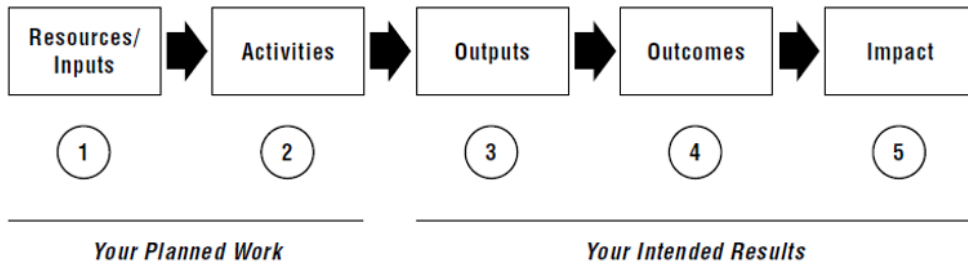 Resources/
Inputs
Activities
Outputs
Outcomes
Impact
1
2
3
4
5
Your Planned Work
Your Intended Results